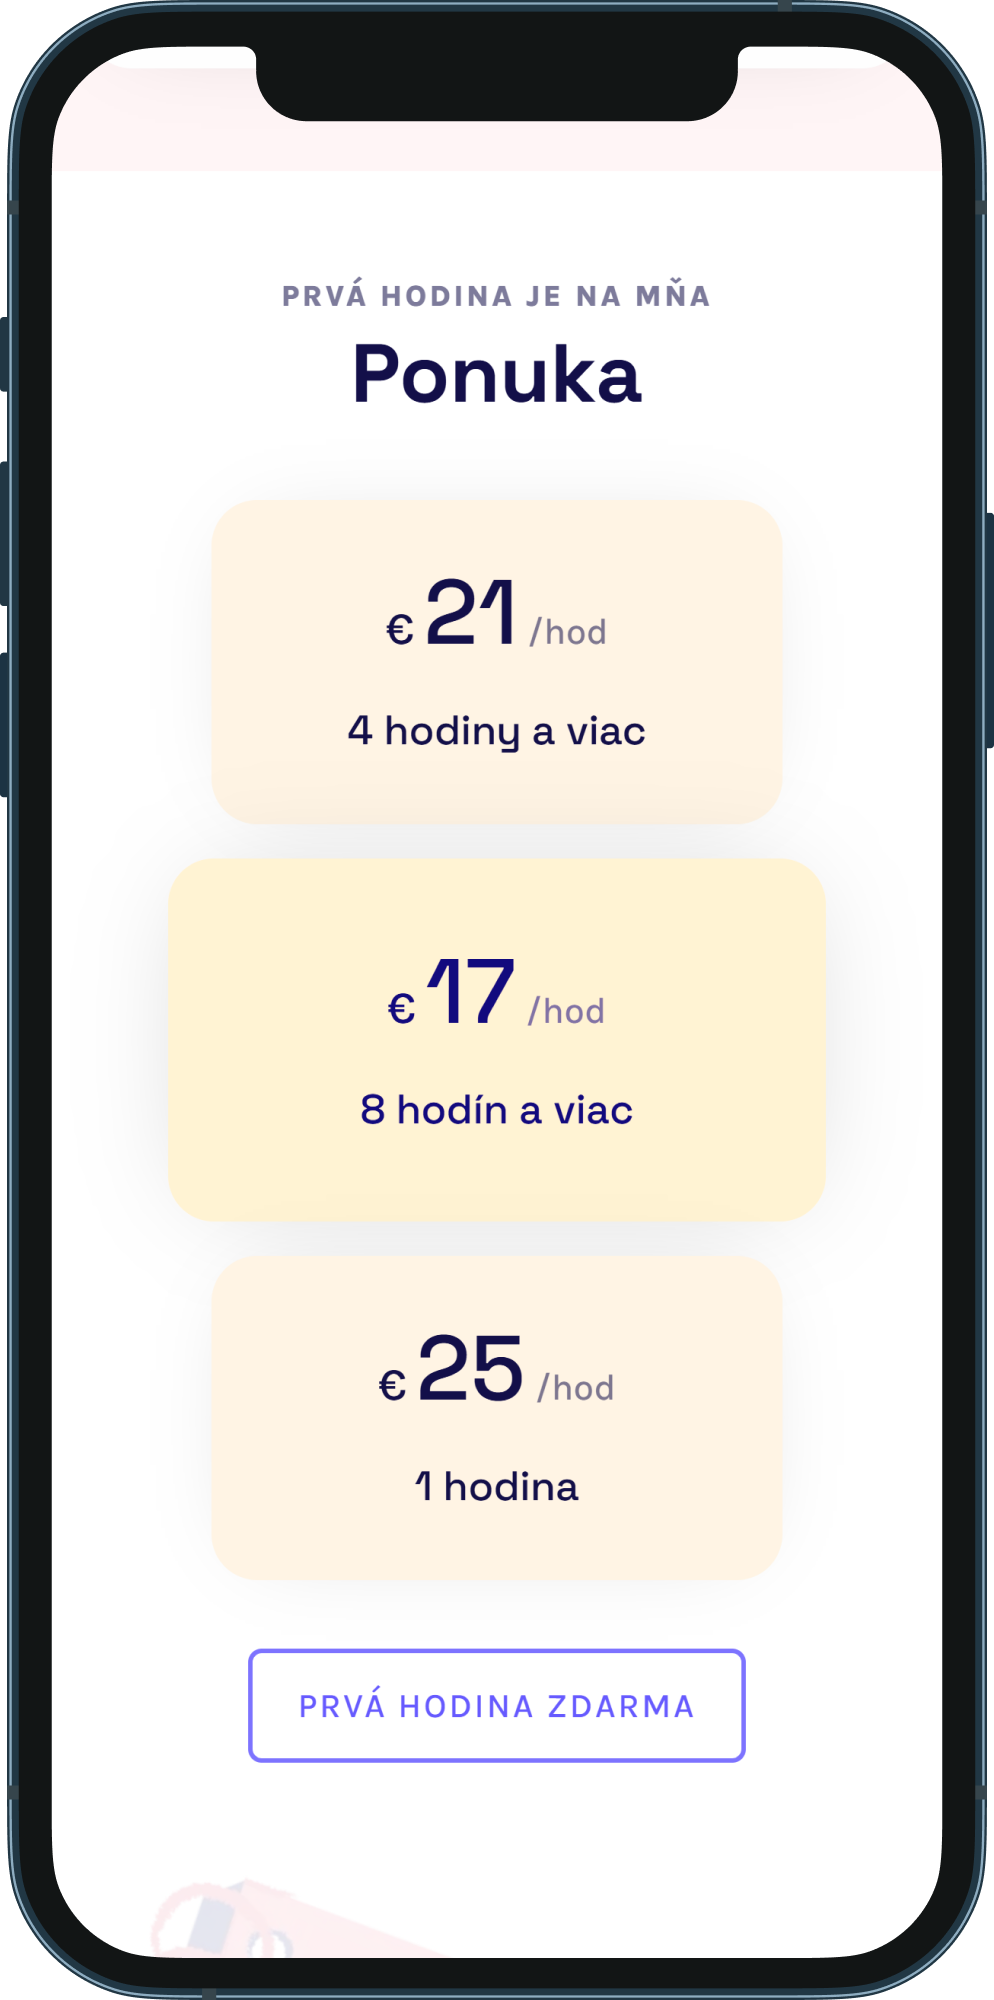 PRVÁ HODINA JE NA MŇA
Ponuka
€ 21 /hod
4 hodiny a viac
€ 17 /hod
8 hodín a viac
€ 25 /hod
1 hodina
PRVÁ HODINA ZDARMA